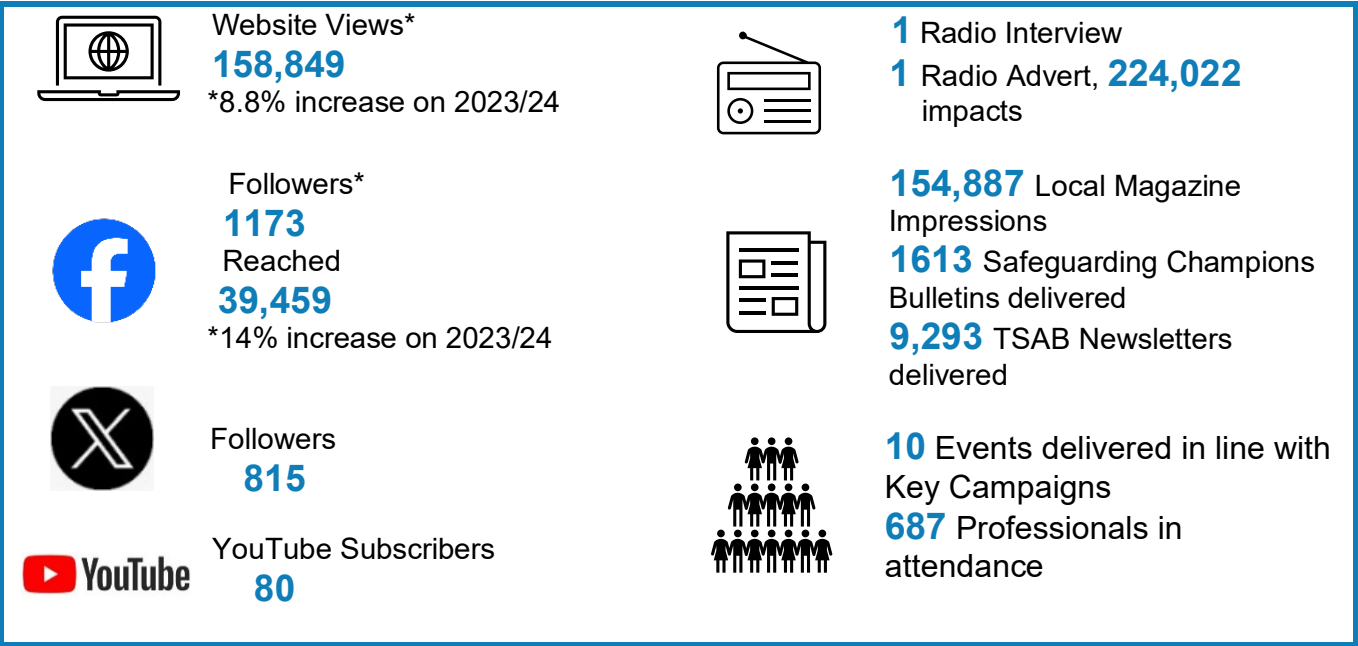 Website Views*
158,849
*8.8% increase on 2023/24
Followers*
1173
Reached
39,459
*14% increase on 2023/24
Followers
815
YouTube
YouTube Subscribers
80
1 Radio Interview
1 Radio Advert, 224,022
impacts
154,887 Local Magazine
Impressions
1613 Safeguarding Champions
Bulletins delivered
9,293 TSAB Newsletters
delivered
10 Events delivered in line with
Key Campaigns
687 Professionals in
attendance